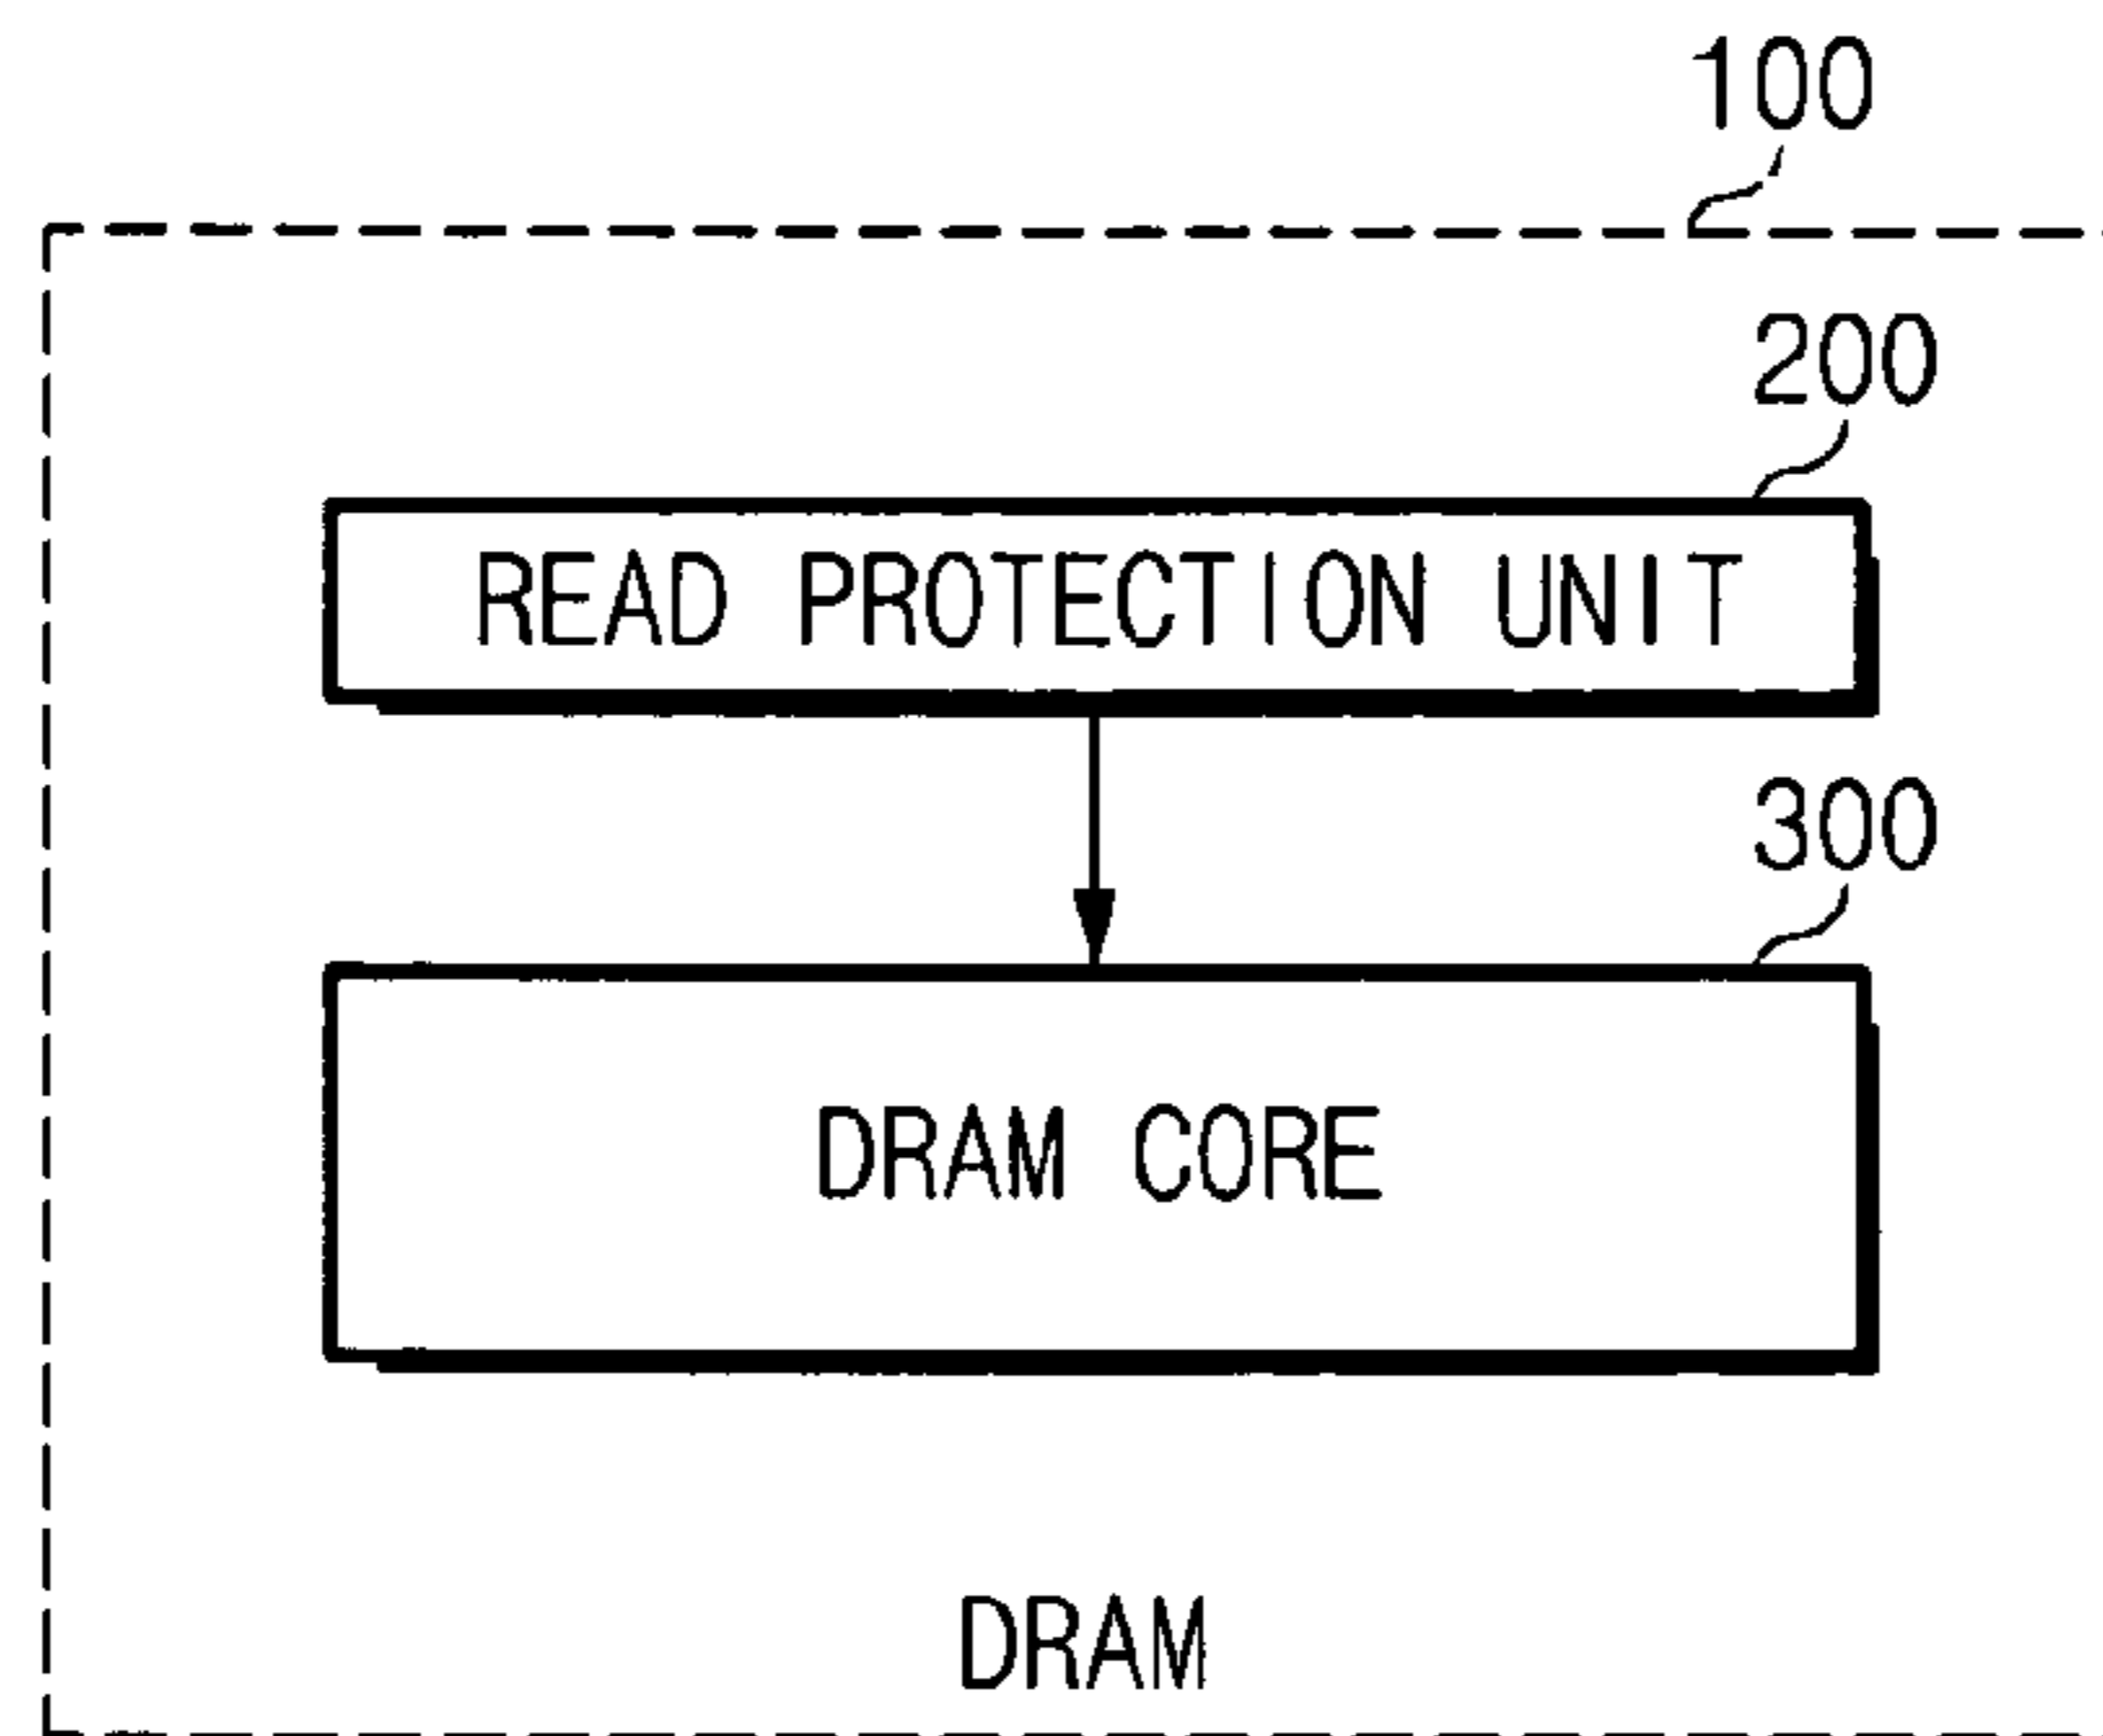 100
200
READ PROTECTION UNIT
300
DRAM CORE
DRAM